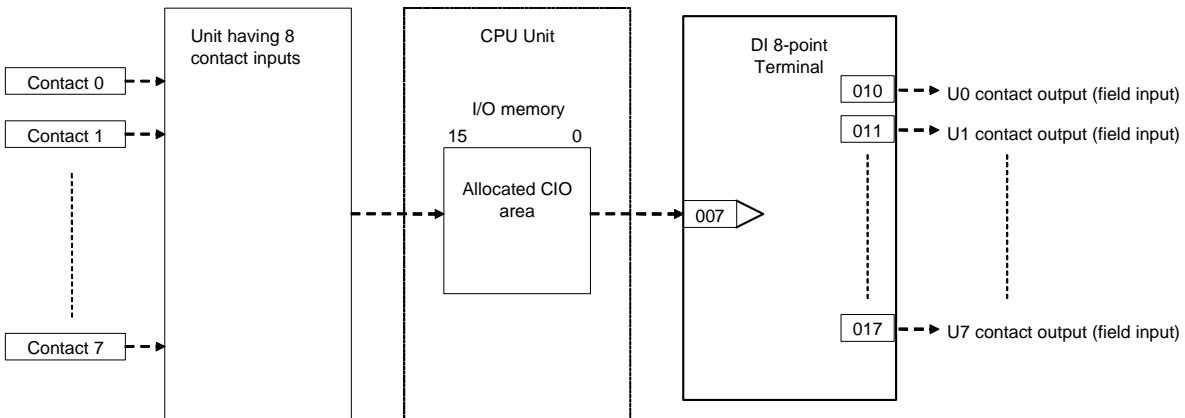 Unit having 8
contact inputs
Contact 0
Contact 1
Contact 7
CPU Unit
I/O memory
15 0
Allocated CIO
area
DI 8-point
Terminal
007
010
011
017
U0 contact output (field input)
U1 contact output (field input)
U7 contact output (field input)